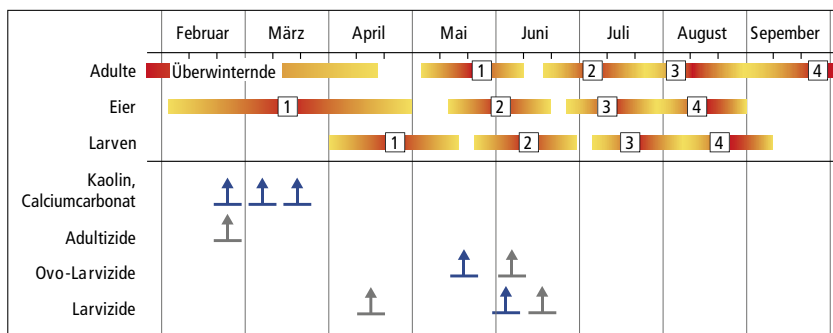 Februar März April Mai Juni Juli August Sepember
Adulte Überwinternde 1 2 3 4
Eier 1 2 3 4
Larven 1 2 3 4
Kaolin,
Calciumcarbonat
Adultizide
Ovo-Larvizide
Larvizide